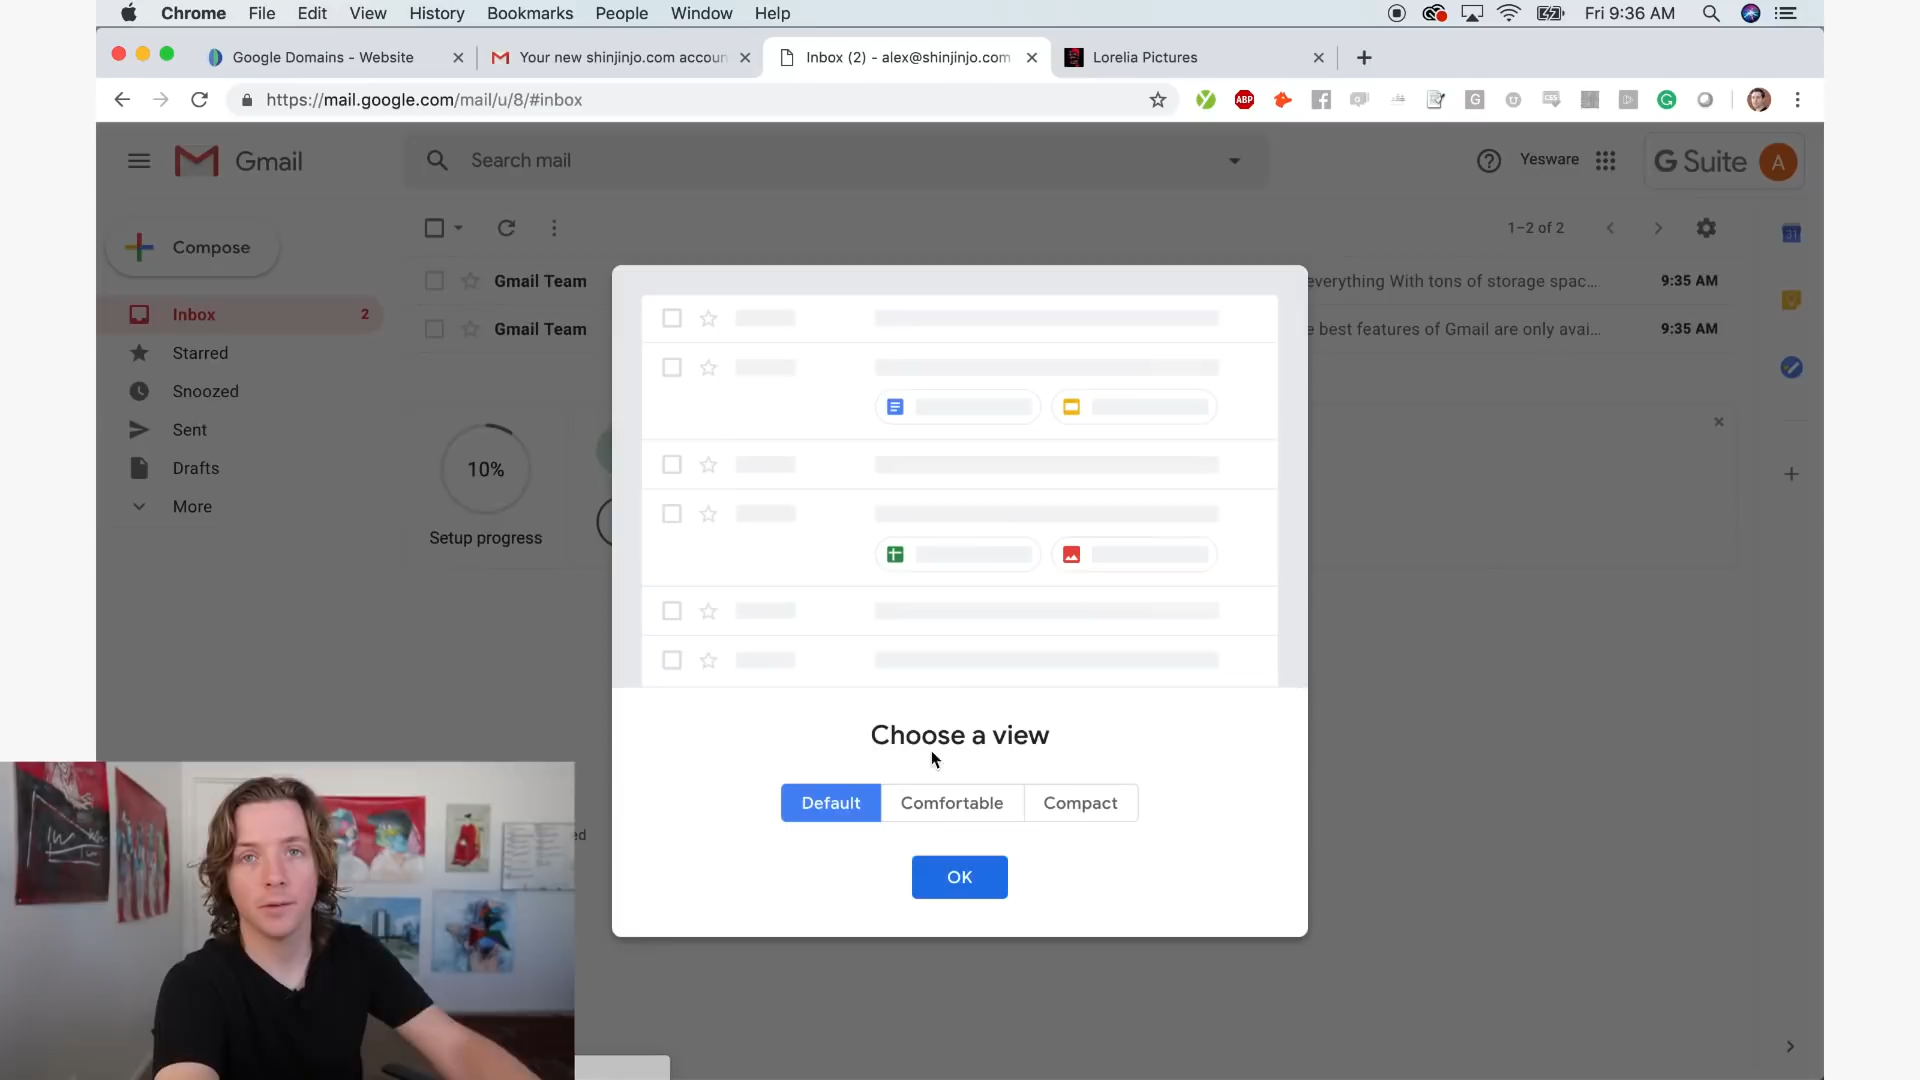 Chrome File Edit View History Bookmarks People Window Help Fri 9:36 AM
Google Domains - Website Your new shinjinjo.com accoun Inbox (2) - alex@shinjinjo.com Lorelia Pictures
https://mail.google.com/mail/u/8/#inbox ABP
Gmail Search mail Yesware G Suite A
Compose 1–2 of 2 31
Gmail Team everything With tons of storage spac... 9:35 AM
Inbox 2
Gmail Team e best features of Gmail are only avai... 9:35 AM
Starred
Snoozed
Sent
Drafts
10%
More
Setup progress
Choose a view
Default Comfortable Compact
ed
OK